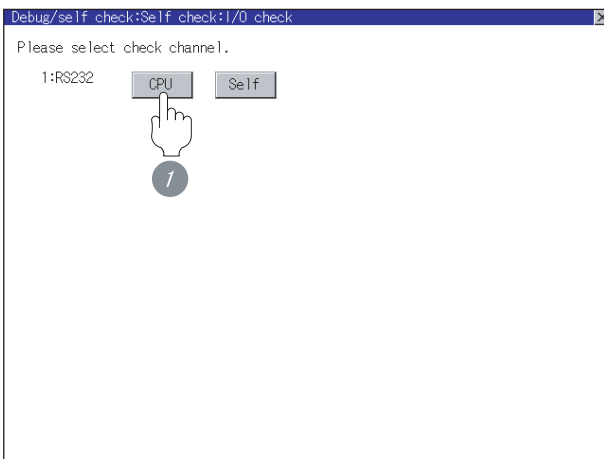 Debug/self check:Self check:I/O check
Please select check channel.
1:RS232 CPU Self
1